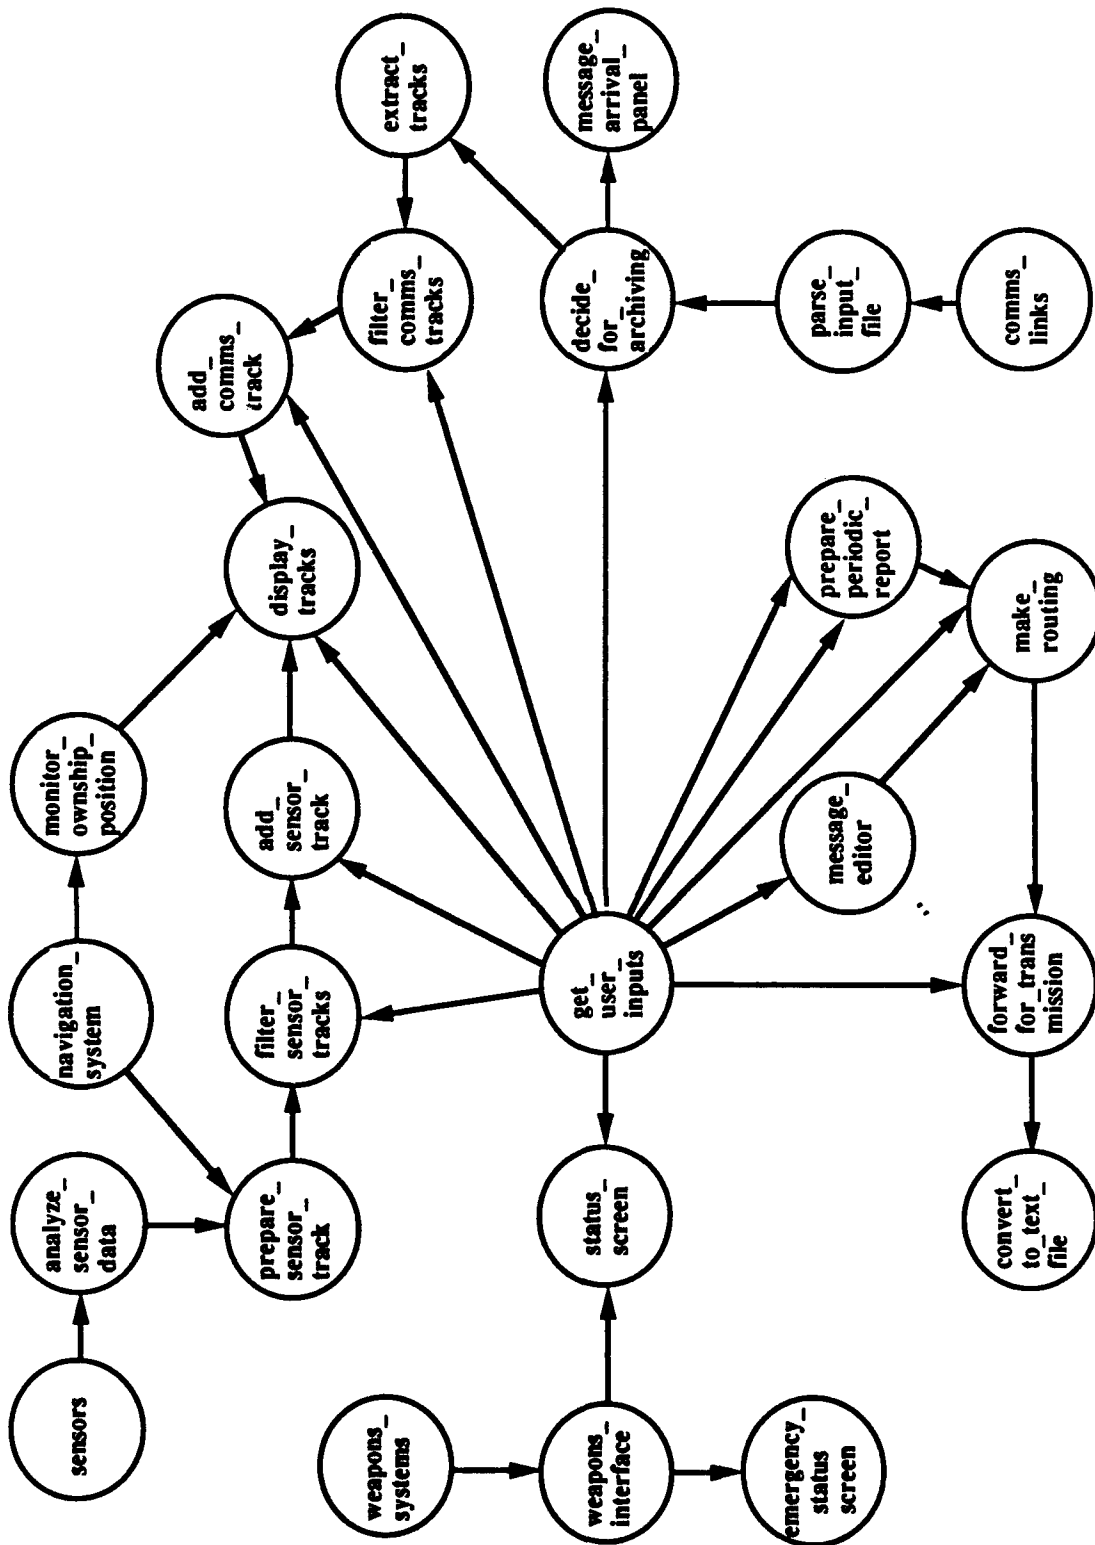 sensors
analyze_
sensor_
data
navigation_
system
monitor_
ownship_
position
prepare_
sensor_
track
filter_
sensor_
tracks
add_
sensor_
track
display_
tracks
add_
comms_
track
weapons_
systems
filter_
comms_
tracks
extract_
tracks
weapons_
interface
status_
screen
get_
user_
inputs
decide_
for_
archiving
message_
arrival_
panel
emergency_
status
screen
message_
editor
prepare_
periodic_
report
parse_
input_
file
convert_
to_text_
file
forward_
for_trans
mission
make_
routing
comms_
links